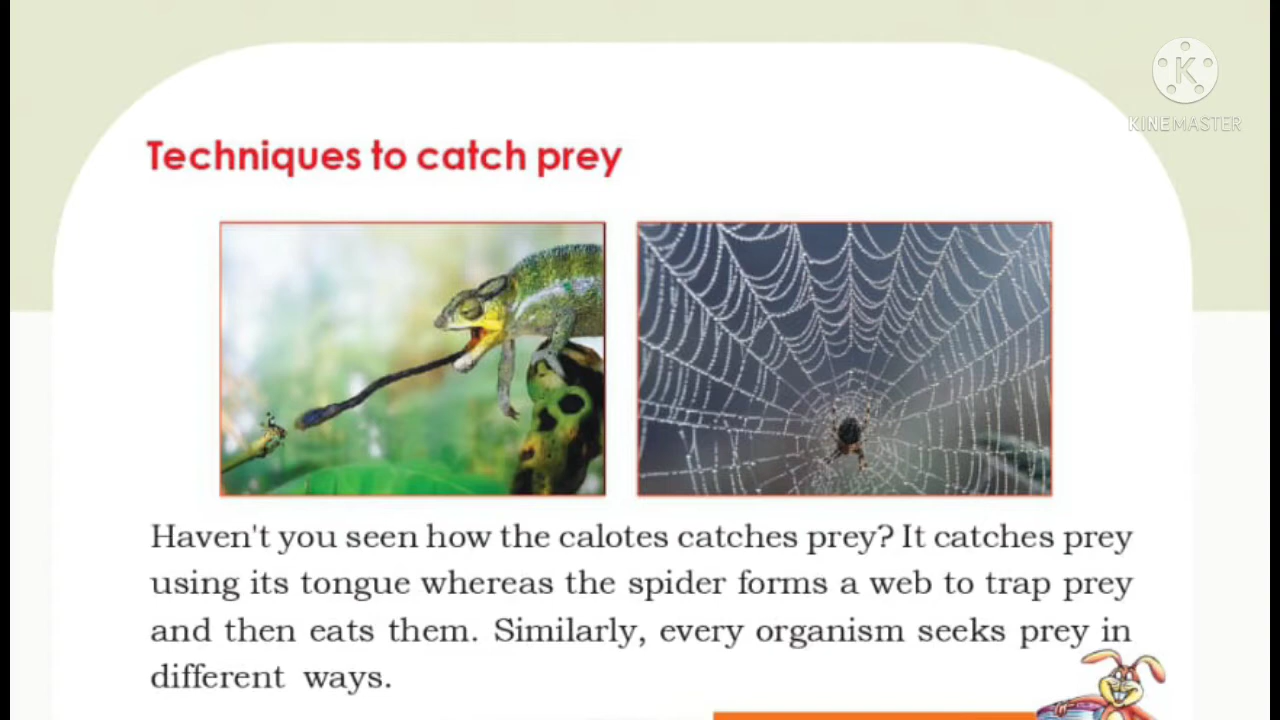 K
KINEMASTER
Techniques to catch prey
Haven't you seen how the calotes catches prey? It catches prey
using its tongue whereas the spider forms a web to trap prey
and then eats them. Similarly, every organism seeks prey in
different ways.